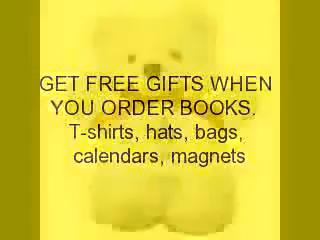 GET FREE GIFTS WHEN
YOU ORDER BOOKS.
T-shirts, hats, bags,
calendars, magnets